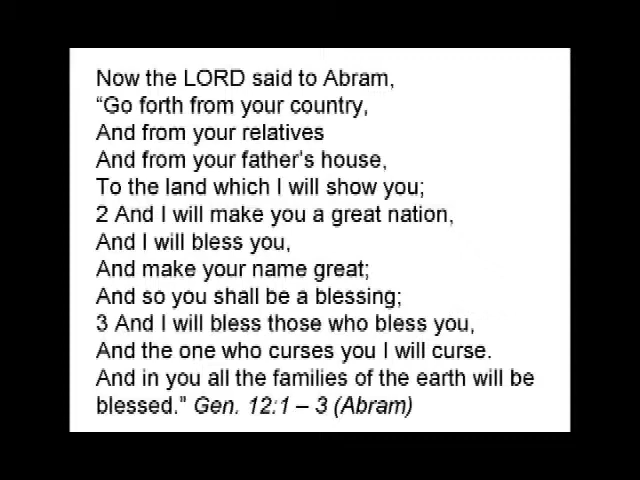 Now the LORD said to Abram,
“Go forth from your country,
And from your relatives
And from your father’s house,
To the land which I will show you;
2 And I will make you a great nation,
And I will bless you,
And make your name great;
And so you shall be a blessing;
3 And I will bless those who bless you,
And the one who curses you I will curse.
And in you all the families of the earth will be
blessed.” Gen. 12:1 – 3 (Abram)